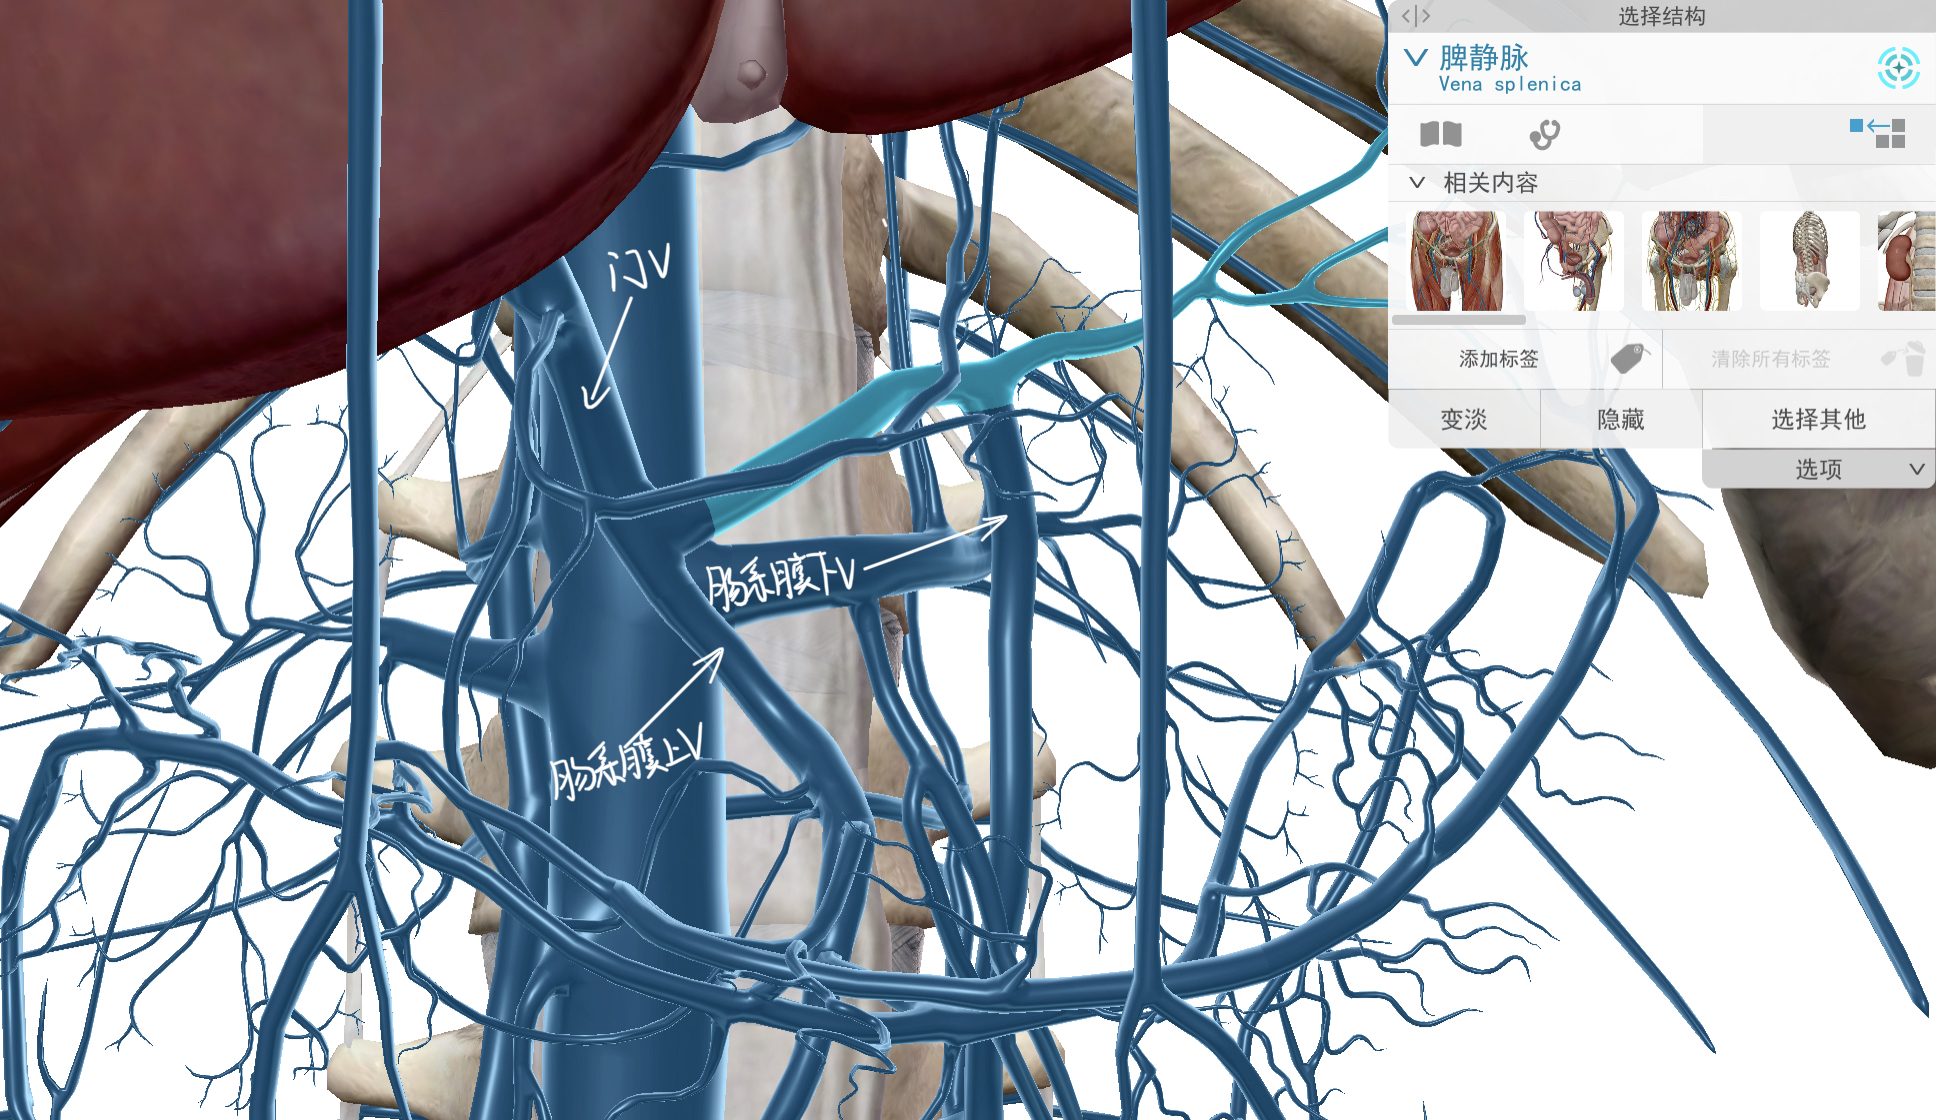 选择结构
脾静脉
Vena splenica
相关内容
添加标签
清除所有标签
变淡
隐藏
选择其他
选项
门V
肠系膜下V
肠系膜上V